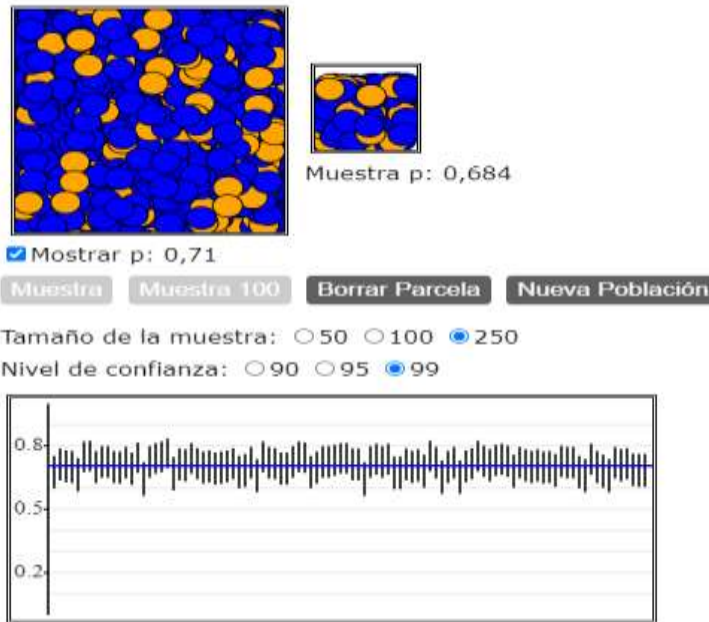 Muestra p: 0,684
Mostrar p: 0,71
Muestra Muestra 100 Borrar Parcela Nueva Población
Tamaño de la muestra: 50 100 250
Nivel de confianza: 90 95 99
0.8
0.5
0.2